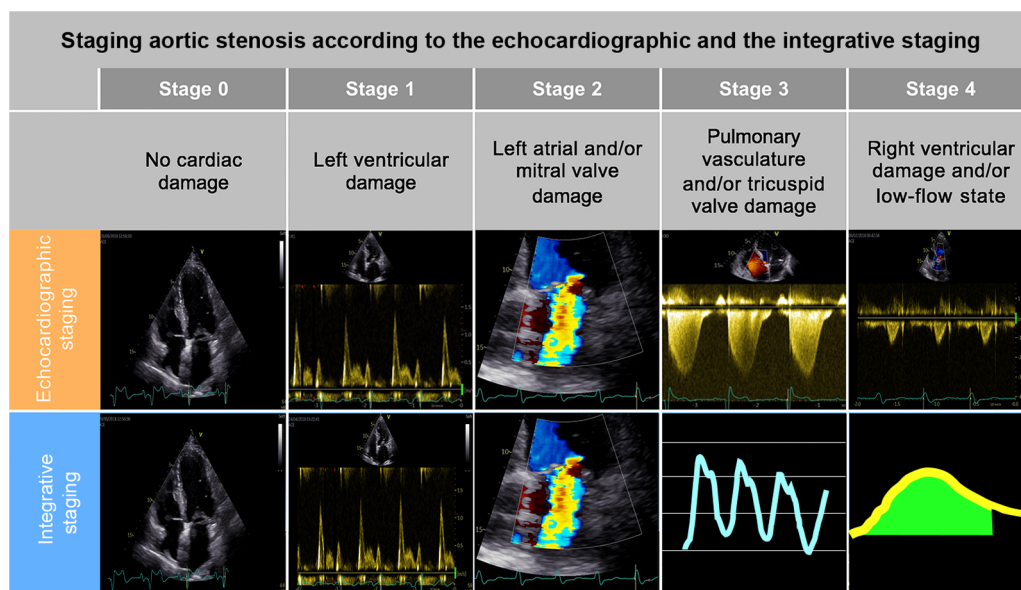 Staging aortic stenosis according to the echocardiographic and the integrative staging
Stage 0
Stage 1
Stage 2
Stage 3
Stage 4
No cardiac
damage
Left ventricular
damage
Left atrial and/or
mitral valve
damage
Pulmonary
vasculature
and/or tricuspid
valve damage
Right ventricular
damage and/or
low-flow state
Echocardiographic
staging
Integrative
staging